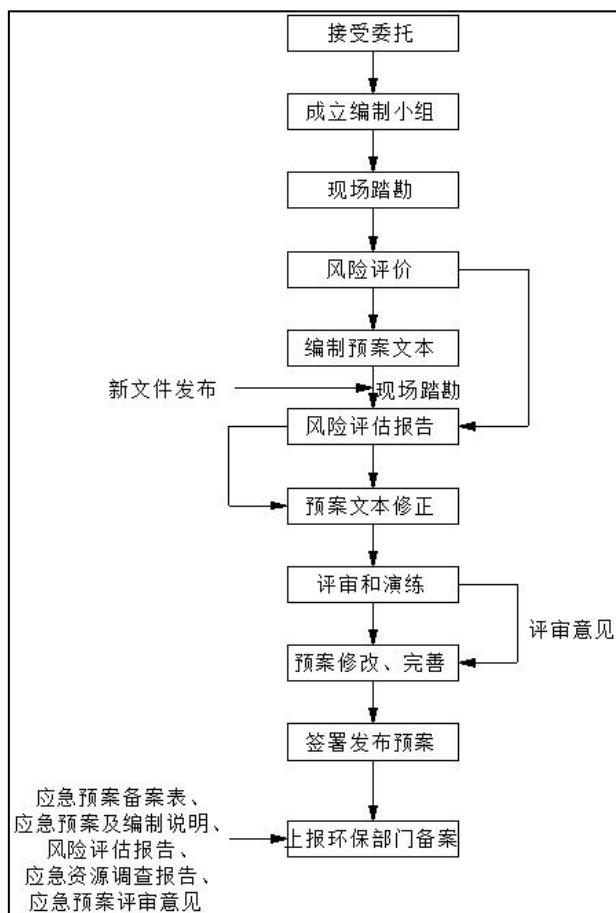 接受委托
成立编制小组
现场踏勘
风险评价
编制预案文本
新文件发布
现场踏勘
风险评估报告
预案文本修正
评审和演练
评审意见
预案修改、完善
签署发布预案
应急预案备案表、
应急预案及编制说明、
风险评估报告、
应急资源调查报告、
应急预案评审意见
上报环保部门备案